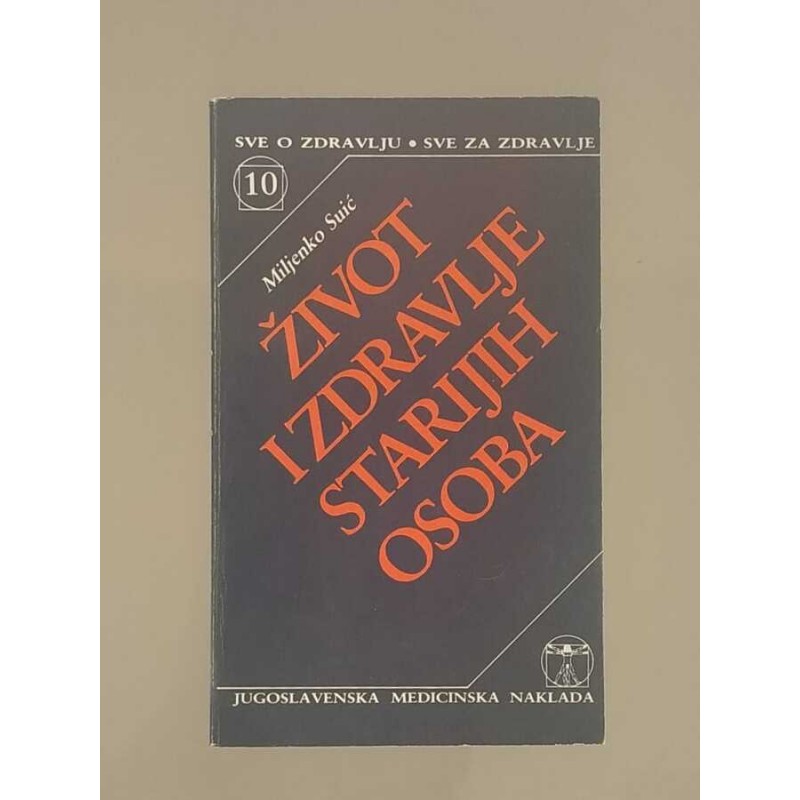 SVE O ZDRAVLJU • SVE ZA ZDRAVLJE
10
Miljenko Suić
ŽIVOT
I ZDRAVLJE
STARIJIH
OSOBA
JUGOSLAVENSKA MEDICINSKA NAKLADA